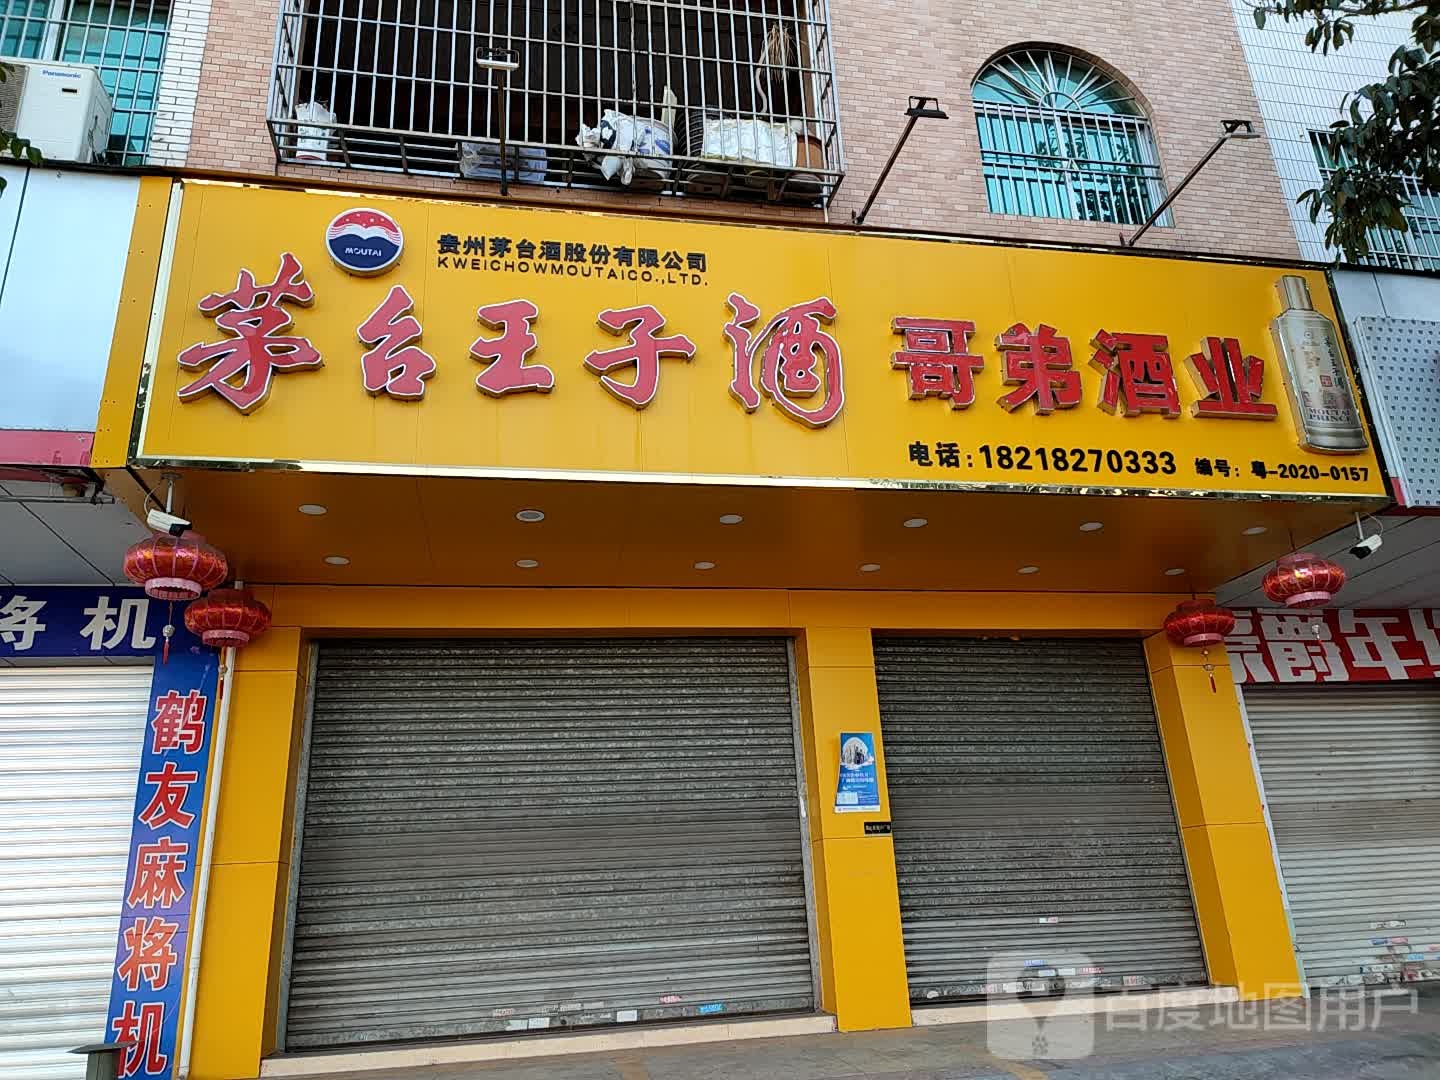 Panasonic
MOUTAI
贵州茅台酒股份有限公司
KWEICHOWMOUTAICO.,LTD.
茅台王子酒 哥弟酒业
MOUTAI
PRINCE
电话:18218270333 编号:粤-2020-0157
将机
鹤友麻将机
爵年
百度地图用户